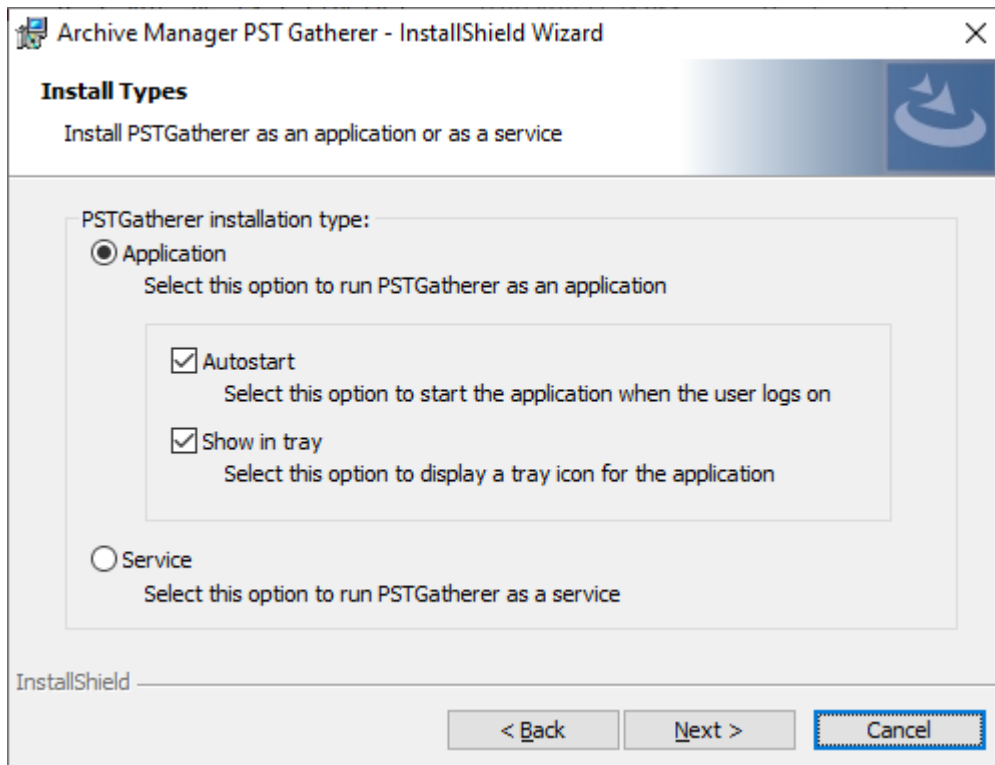 Archive Manager PST Gatherer - InstallShield Wizard
Install Types
Install PSTGatherer as an application or as a service
PSTGatherer installation type:
Application
Select this option to run PSTGatherer as an application
Autostart
Select this option to start the application when the user logs on
Show in tray
Select this option to display a tray icon for the application
Service
Select this option to run PSTGatherer as a service
InstallShield
< Back
Next >
Cancel